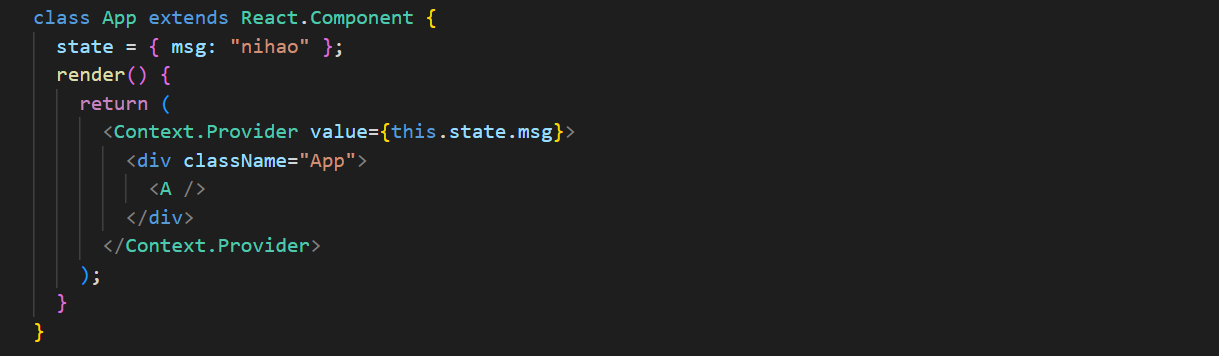 class App extends React.Component {
  state = { msg: "nihao" };
  render() {
    return (
      <Context.Provider value={this.state.msg}>
        <div className="App">
          <A />
        </div>
      </Context.Provider>
    );
  }
}